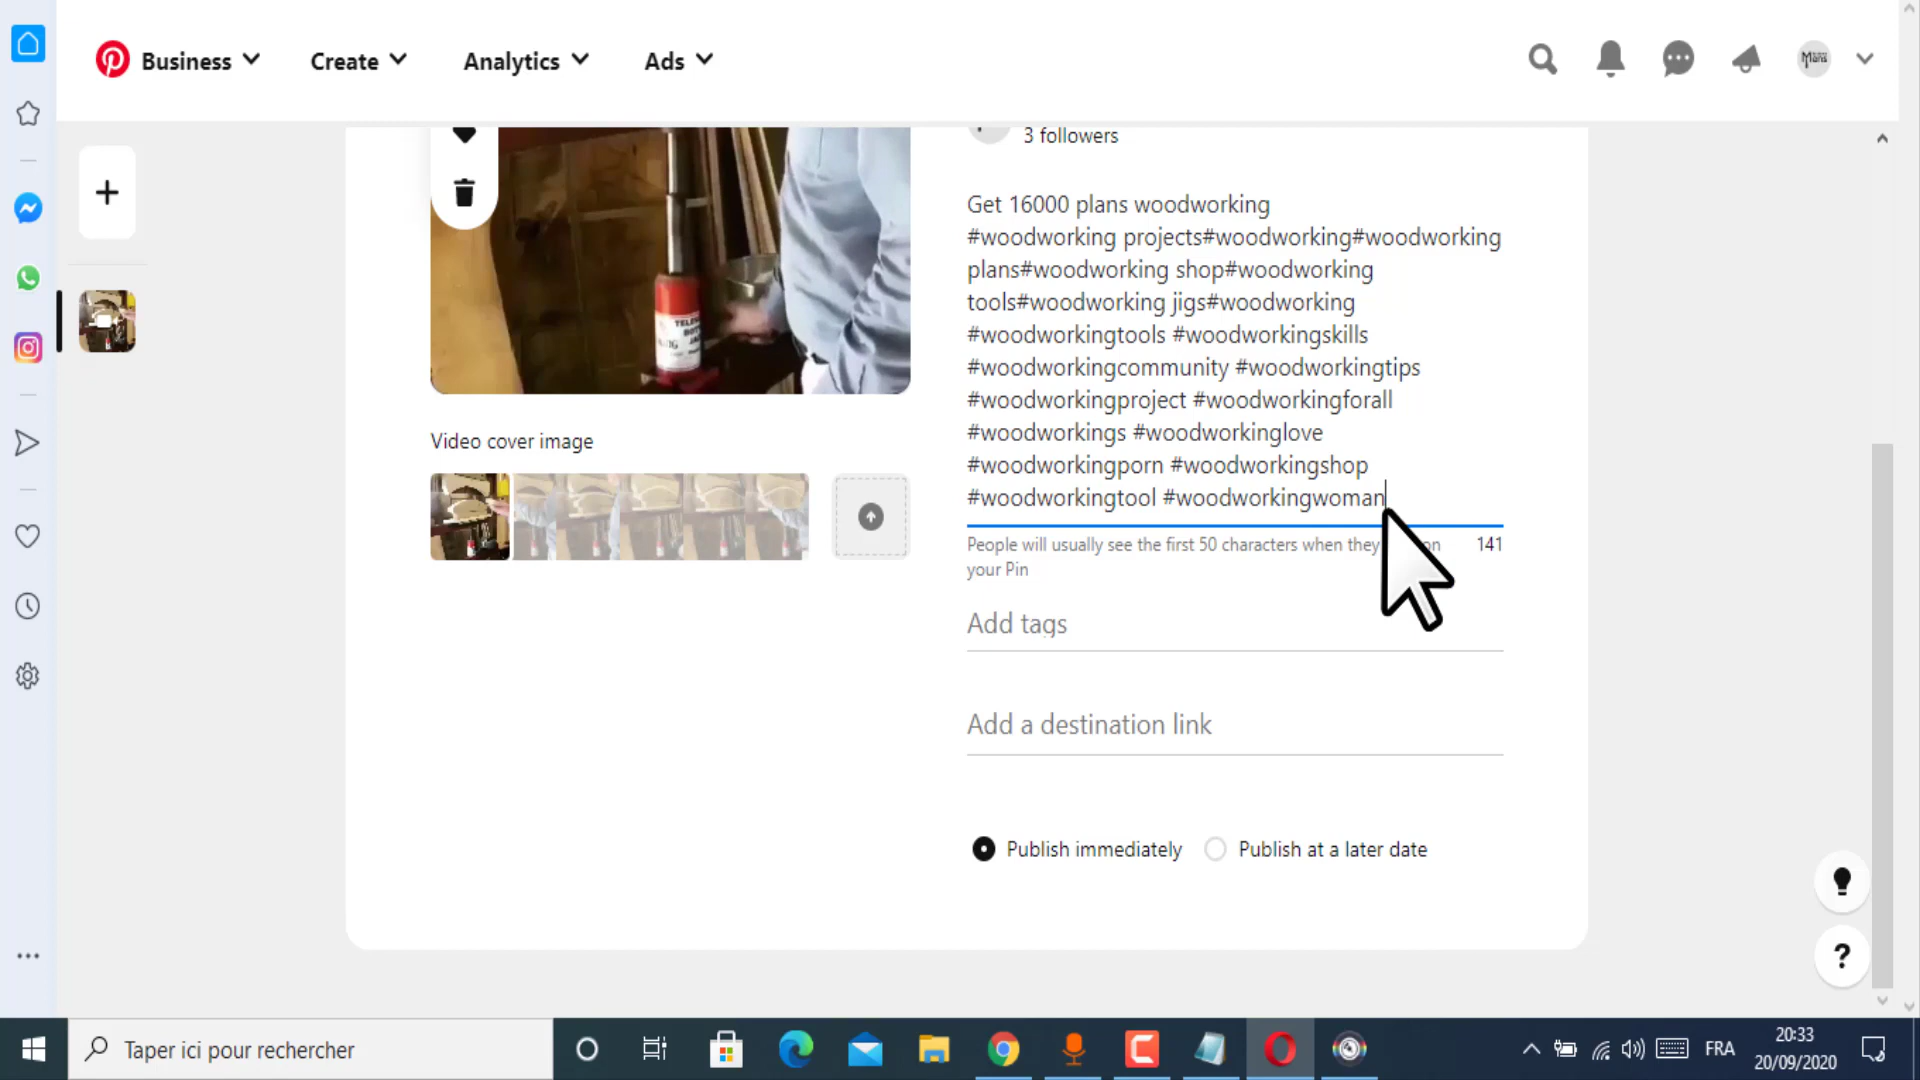 Business
Create
Analytics
Ads
3 followers
Get 16000 plans woodworking
#woodworking projects#woodworking#woodworking
plans#woodworking shop#woodworking
tools#woodworking jigs#woodworking
#woodworkingtools #woodworkingskills
#woodworkingcommunity #woodworkingtips
#woodworkingproject #woodworkingforall
#woodworkings #woodworkinglove
#woodworkingporn #woodworkingshop
#woodworkingtool #woodworkingwoman
People will usually see the first 50 characters when they on
your Pin
141
Video cover image
Add tags
Add a destination link
Publish immediately
Publish at a later date
?
Taper ici pour rechercher
FRA
20:33
20/09/2020